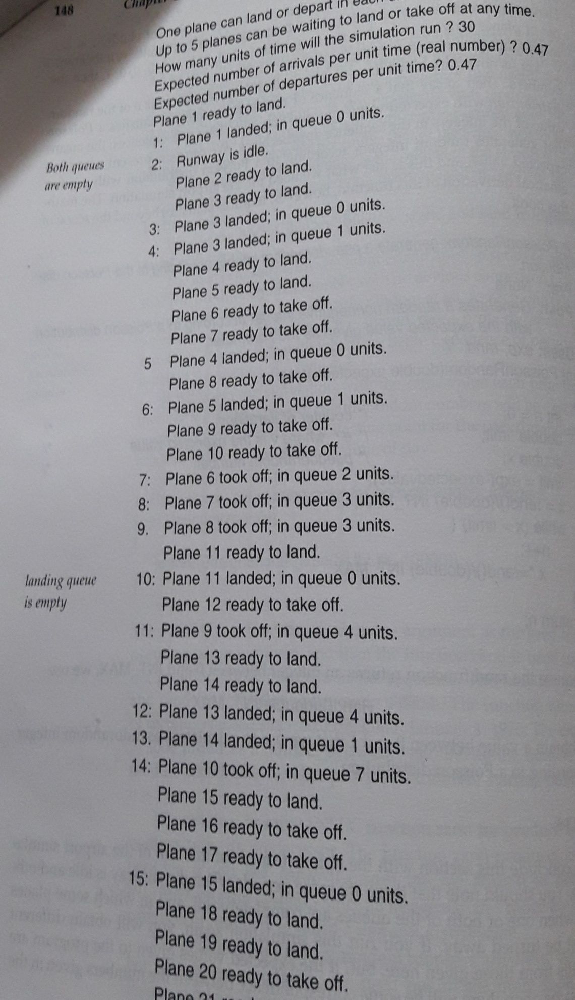 148
One plane can land or depart in
Up to 5 planes can be waiting to land or take off at any time.
How many units of time will the simulation run ? 30
Expected number of arrivals per unit time (real number) ? 0.47
Expected number of departures per unit time? 0.47
Plane 1 ready to land.
1: Plane 1 landed; in queue 0 units.
Both queues
are empty
2: Runway is idle.
Plane 2 ready to land.
Plane 3 ready to land.
3: Plane 3 landed; in queue 0 units.
4: Plane 3 landed; in queue 1 units.
Plane 4 ready to land.
Plane 5 ready to land.
Plane 6 ready to take off.
Plane 7 ready to take off.
5 Plane 4 landed; in queue 0 units.
Plane 8 ready to take off.
6: Plane 5 landed; in queue 1 units.
Plane 9 ready to take off.
Plane 10 ready to take off.
7: Plane 6 took off; in queue 2 units.
8: Plane 7 took off; in queue 3 units.
9. Plane 8 took off; in queue 3 units.
Plane 11 ready to land.
landing queue
is empty
10: Plane 11 landed; in queue 0 units.
Plane 12 ready to take off.
11: Plane 9 took off; in queue 4 units.
Plane 13 ready to land.
Plane 14 ready to land.
12: Plane 13 landed; in queue 4 units.
13. Plane 14 landed; in queue 1 units.
14: Plane 10 took off; in queue 7 units.
Plane 15 ready to land.
Plane 16 ready to take off.
Plane 17 ready to take off.
15: Plane 15 landed; in queue 0 units.
Plane 18 ready to land.
Plane 19 ready to land.
Plane 20 ready to take off.
Plane 21